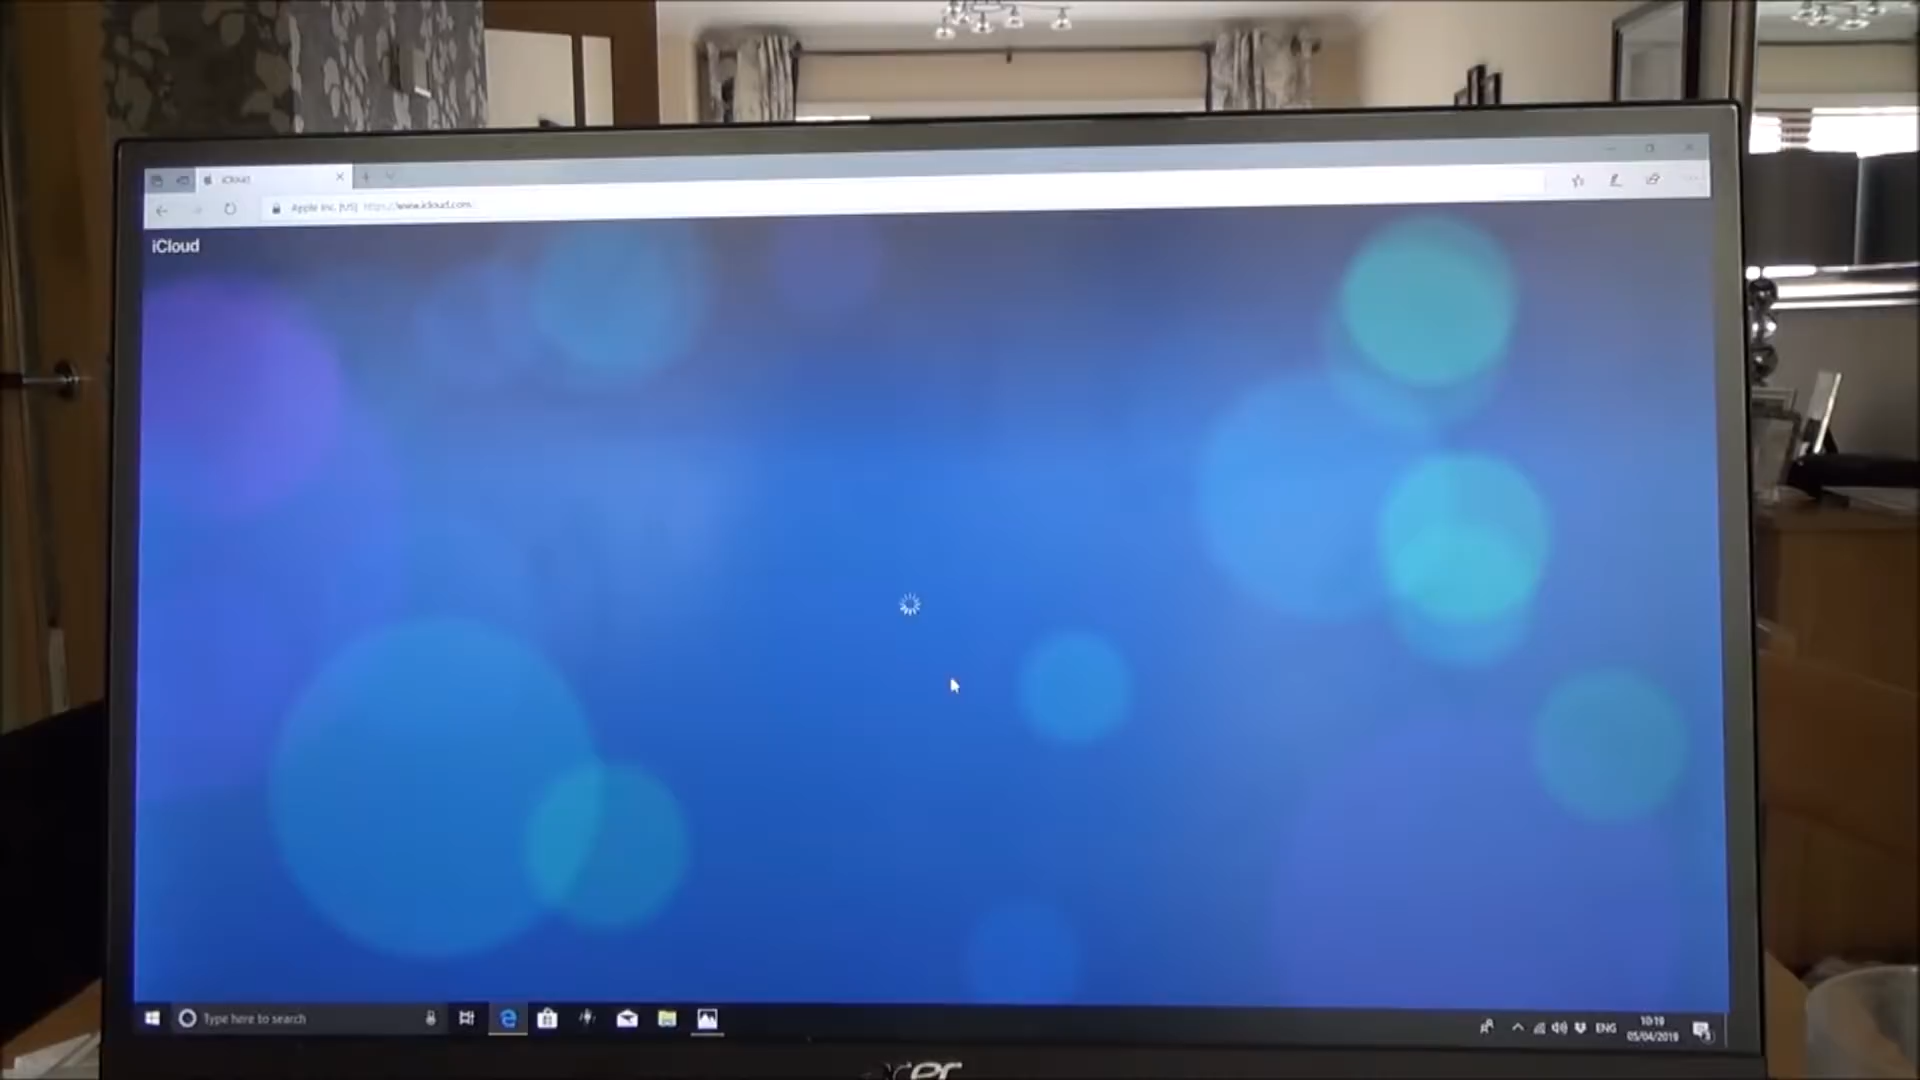 iCloud
Apple Inc. [US] https://www.icloud.com
iCloud
Type here to search
ENG
10:19
05/04/2019
acer